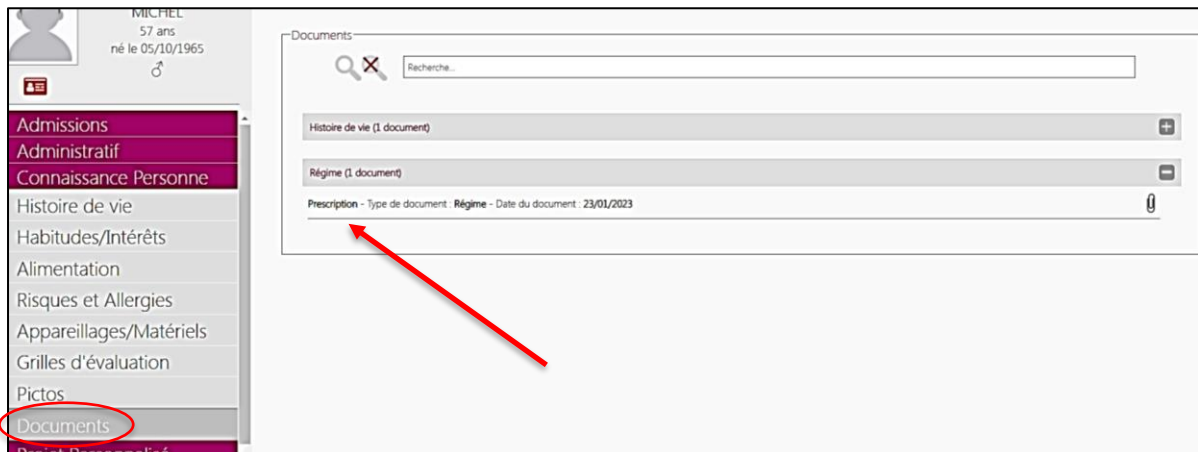 MICHEL
57 ans
né le 05/10/1965
Admissions
Administratif
Connaissance Personne
Histoire de vie
Habitudes/Intérêts
Alimentation
Risques et Allergies
Appareillages/Matériels
Grilles d'évaluation
Pictos
Documents
Projet Personnalisé
Documents
Recherche...
Histoire de vie (1 document)
Régime (1 document)
Prescription - Type de document : Régime - Date du document : 23/01/2023